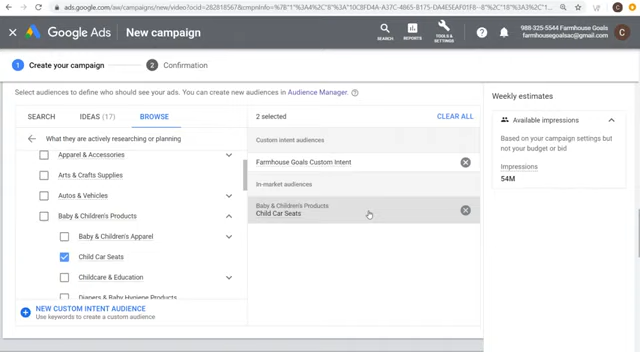 ads.google.com/aw/campaigns/new/video?ocid=282818567&cmpnInfo=%7B"1"%3A4%2C"8"%3A"10C8FD4A-A37C-4865-B175-DA4E5EAF01F8--8%2C"18"%3A3%2C"1...
Google Ads
New campaign
SEARCH
REPORTS
TOOLS &
SETTINGS
988-325-5544 Farmhouse Goals
farmhousegoalsac@gmail.com
C
1 Create your campaign
2 Confirmation
Select audiences to define who should see your ads. You can create new audiences in Audience Manager.
SEARCH
IDEAS (17)
BROWSE
What they are actively researching or planning
Apparel & Accessories
Arts & Crafts Supplies
Autos & Vehicles
Baby & Children's Products
Baby & Children's Apparel
Child Car Seats
Childcare & Education
Diapers & Baby Hygiene Products
NEW CUSTOM INTENT AUDIENCE
Use keywords to create a custom audience
2 selected
CLEAR ALL
Custom intent audiences
Farmhouse Goals Custom Intent
In-market audiences
Baby & Children's Products
Child Car Seats
Weekly estimates
Available impressions
Based on your campaign settings but
not your budget or bid
Impressions
54M